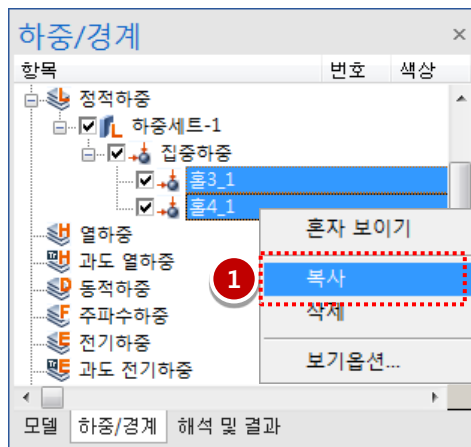 하중/경계
항목 번호 색상
정적하중
하중세트-1
집중하중
홀3_1
홀4_1
혼자 보이기
열하중
과도 열하중
1 복사
동적하중
삭제
주파수하중
전기하중
보기옵션...
과도 전기하중
모델 하중/경계 해석 및 결과